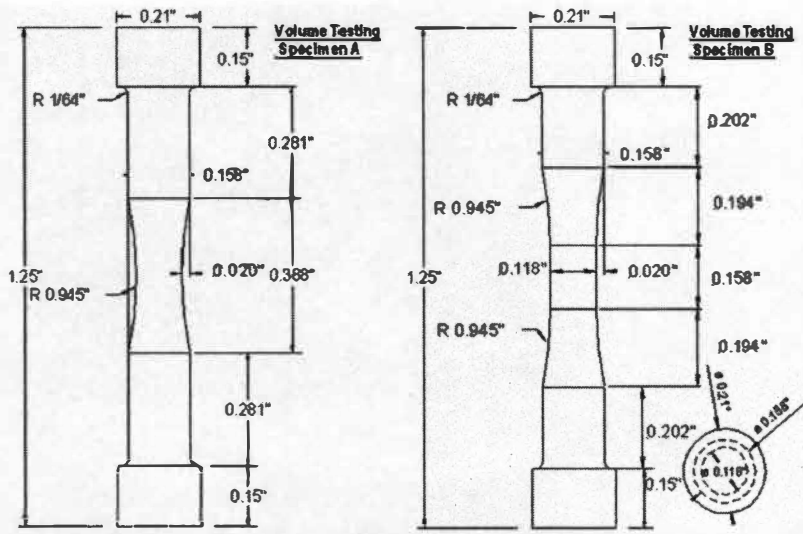 0.21"
Volume Testing
Specimen A
0.15"
R 1/64"
0.281"
0.158"
1.25"
0.020"
0.388"
R 0.945"
0.281"
0.15"
0.21"
Volume Testing
Specimen B
0.15"
R 1/64"
0.202"
0.158"
R 0.945"
0.194"
1.25"
0.118"
0.020"
0.158"
R 0.945"
0.194"
0.202"
0.15"
ø 0.21"
ø 0.118"